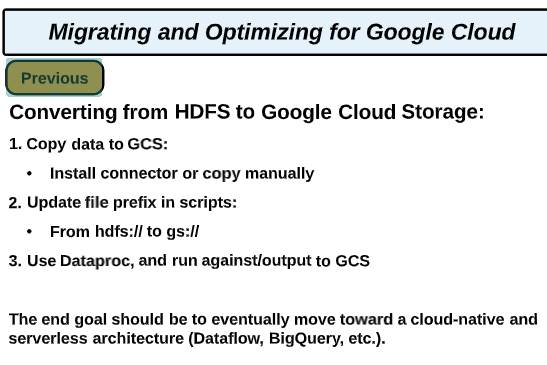 Migrating and Optimizing for Google Cloud
Previous
Converting from HDFS to Google Cloud Storage:
1. Copy data to GCS:
• Install connector or copy manually
2. Update file prefix in scripts:
• From hdfs:// to gs://
3. Use Dataproc, and run against/output to GCS
The end goal should be to eventually move toward a cloud-native and
serverless architecture (Dataflow, BigQuery, etc.).